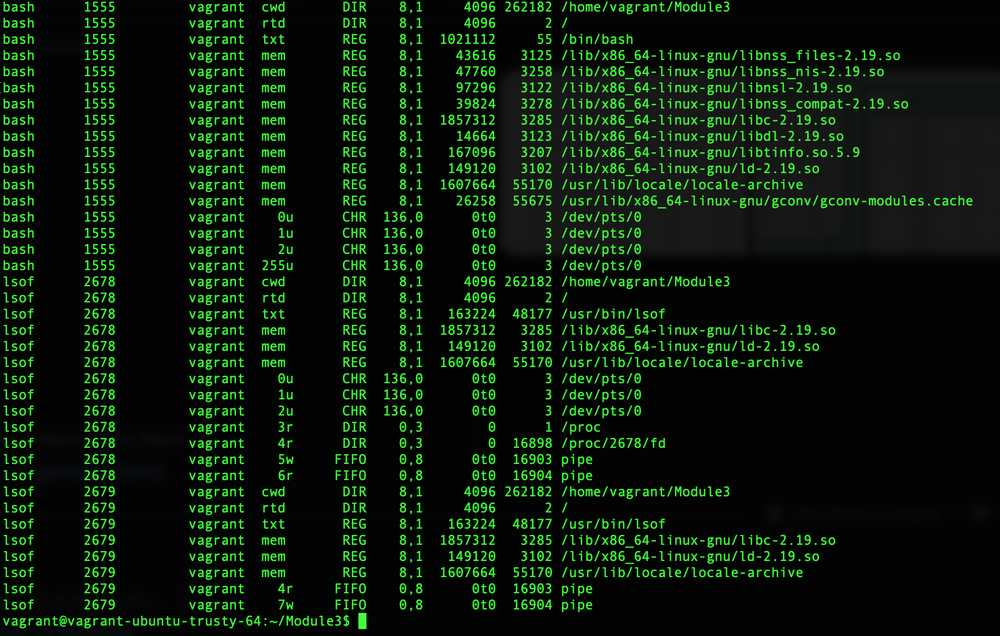 bash 1555 vagrant cwd DIR 8,1 4096 262182 /home/vagrant/Module3
bash 1555 vagrant rtd DIR 8,1 4096 2 /
bash 1555 vagrant txt REG 8,1 1021112 55 /bin/bash
bash 1555 vagrant mem REG 8,1 43616 3125 /lib/x86_64-linux-gnu/libnss_files-2.19.so
bash 1555 vagrant mem REG 8,1 47760 3258 /lib/x86_64-linux-gnu/libnss_nis-2.19.so
bash 1555 vagrant mem REG 8,1 97296 3122 /lib/x86_64-linux-gnu/libnsl-2.19.so
bash 1555 vagrant mem REG 8,1 39824 3278 /lib/x86_64-linux-gnu/libnss_compat-2.19.so
bash 1555 vagrant mem REG 8,1 1857312 3285 /lib/x86_64-linux-gnu/libc-2.19.so
bash 1555 vagrant mem REG 8,1 14664 3123 /lib/x86_64-linux-gnu/libdl-2.19.so
bash 1555 vagrant mem REG 8,1 167096 3207 /lib/x86_64-linux-gnu/libtinfo.so.5.9
bash 1555 vagrant mem REG 8,1 149120 3102 /lib/x86_64-linux-gnu/ld-2.19.so
bash 1555 vagrant mem REG 8,1 1607664 55170 /usr/lib/locale/locale-archive
bash 1555 vagrant mem REG 8,1 26258 55675 /usr/lib/x86_64-linux-gnu/gconv/gconv-modules.cache
bash 1555 vagrant 0u CHR 136,0 0t0 3 /dev/pts/0
bash 1555 vagrant 1u CHR 136,0 0t0 3 /dev/pts/0
bash 1555 vagrant 2u CHR 136,0 0t0 3 /dev/pts/0
bash 1555 vagrant 255u CHR 136,0 0t0 3 /dev/pts/0
lsof 2678 vagrant cwd DIR 8,1 4096 262182 /home/vagrant/Module3
lsof 2678 vagrant rtd DIR 8,1 4096 2 /
lsof 2678 vagrant txt REG 8,1 163224 48177 /usr/bin/lsof
lsof 2678 vagrant mem REG 8,1 1857312 3285 /lib/x86_64-linux-gnu/libc-2.19.so
lsof 2678 vagrant mem REG 8,1 149120 3102 /lib/x86_64-linux-gnu/ld-2.19.so
lsof 2678 vagrant mem REG 8,1 1607664 55170 /usr/lib/locale/locale-archive
lsof 2678 vagrant 0u CHR 136,0 0t0 3 /dev/pts/0
lsof 2678 vagrant 1u CHR 136,0 0t0 3 /dev/pts/0
lsof 2678 vagrant 2u CHR 136,0 0t0 3 /dev/pts/0
lsof 2678 vagrant 3r DIR 0,3 0 1 /proc
lsof 2678 vagrant 4r DIR 0,3 0 16898 /proc/2678/fd
lsof 2678 vagrant 5w FIFO 0,8 0t0 16903 pipe
lsof 2678 vagrant 6r FIFO 0,8 0t0 16904 pipe
lsof 2679 vagrant cwd DIR 8,1 4096 262182 /home/vagrant/Module3
lsof 2679 vagrant rtd DIR 8,1 4096 2 /
lsof 2679 vagrant txt REG 8,1 163224 48177 /usr/bin/lsof
lsof 2679 vagrant mem REG 8,1 1857312 3285 /lib/x86_64-linux-gnu/libc-2.19.so
lsof 2679 vagrant mem REG 8,1 149120 3102 /lib/x86_64-linux-gnu/ld-2.19.so
lsof 2679 vagrant mem REG 8,1 1607664 55170 /usr/lib/locale/locale-archive
lsof 2679 vagrant 4r FIFO 0,8 0t0 16903 pipe
lsof 2679 vagrant 7w FIFO 0,8 0t0 16904 pipe
vagrant@vagrant-ubuntu-trusty-64:~/Module3$